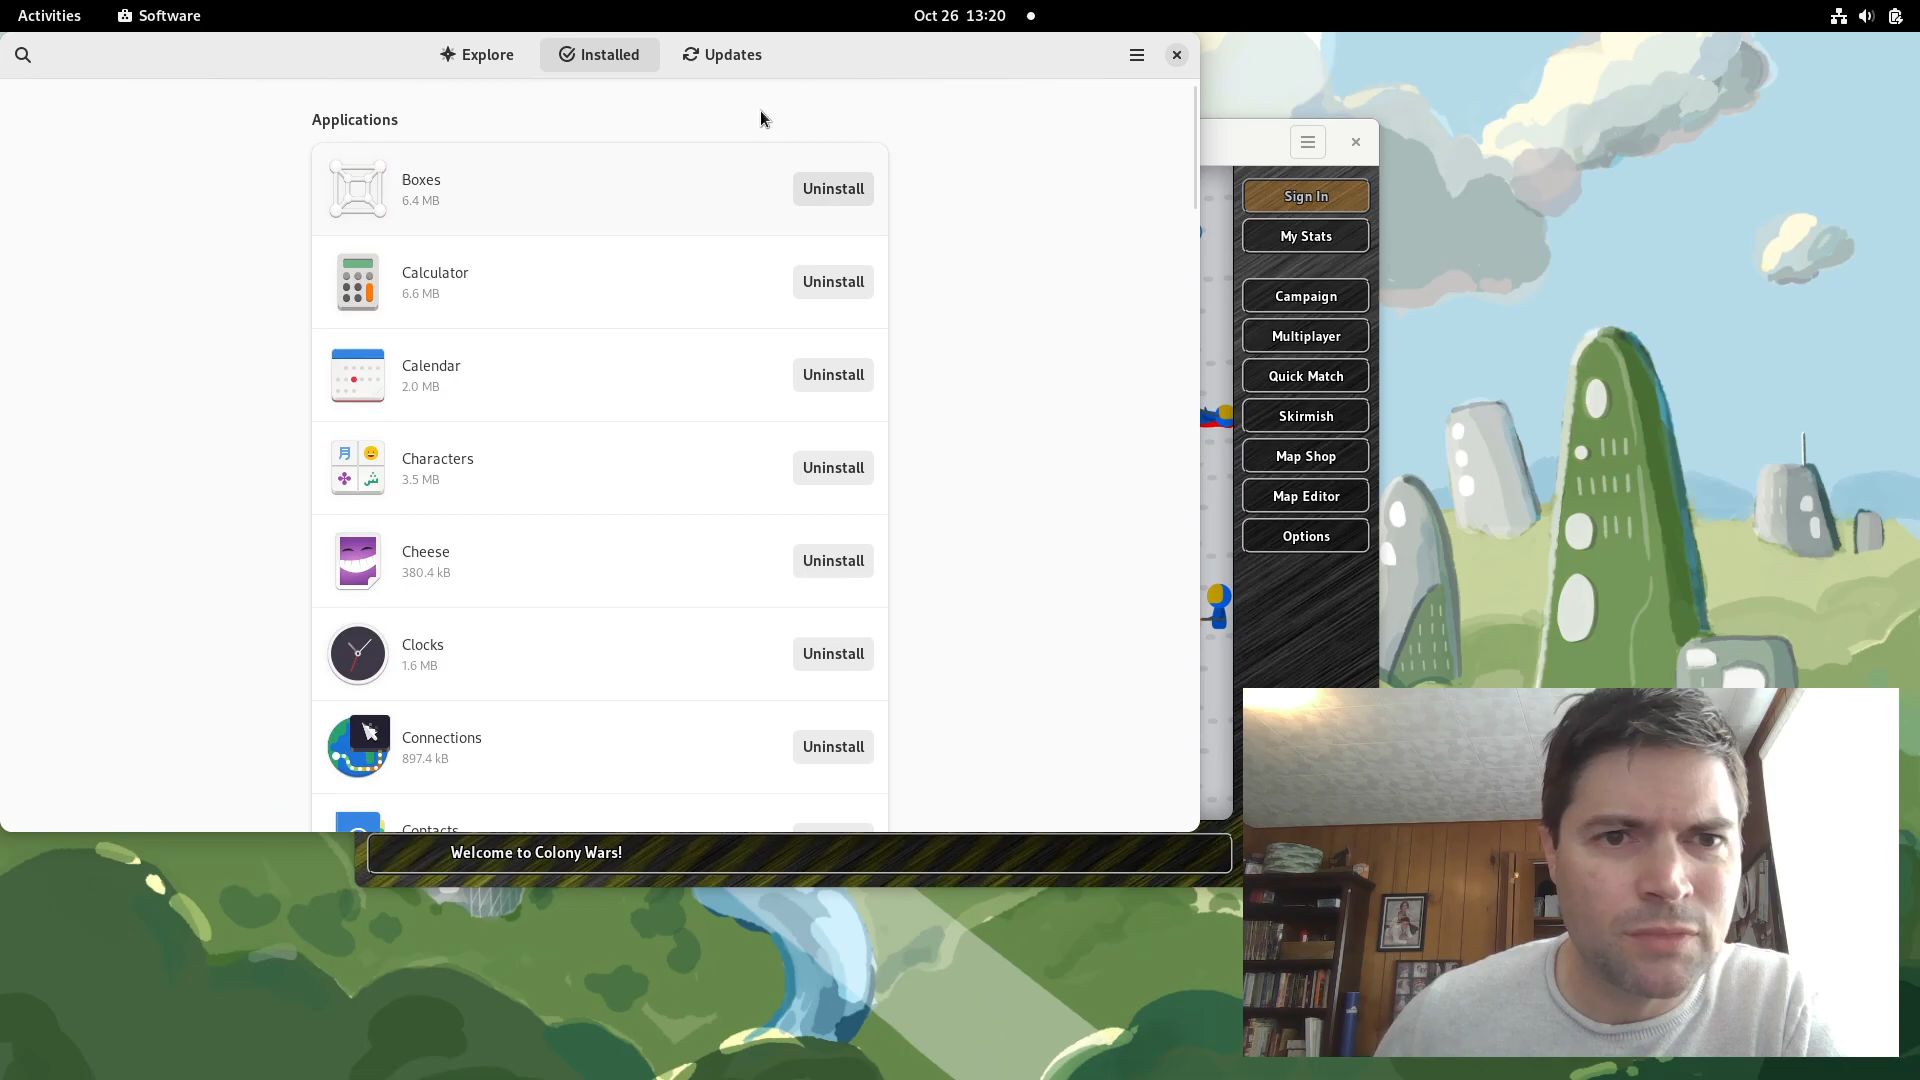 Activities
Software
Oct 26 13:20
Explore
Installed
Updates
Applications
Boxes
6.4 MB
Uninstall
Calculator
6.6 MB
Uninstall
Calendar
2.0 MB
Uninstall
Characters
3.5 MB
Uninstall
Cheese
380.4 kB
Uninstall
Clocks
1.6 MB
Uninstall
Connections
897.4 kB
Uninstall
Contacts
Sign In
My Stats
Campaign
Multiplayer
Quick Match
Skirmish
Map Shop
Map Editor
Options
Welcome to Colony Wars!